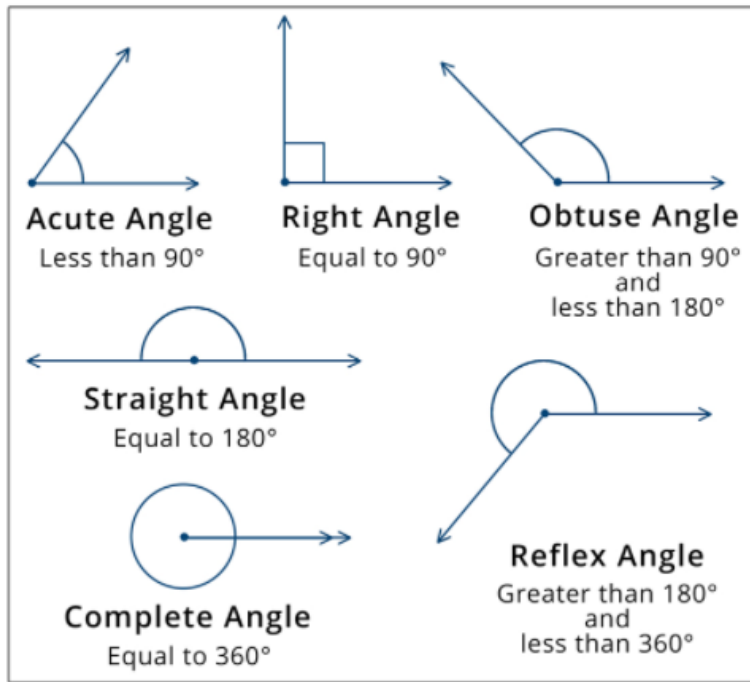 Acute Angle
Less than 90°
Right Angle
Equal to 90°
Obtuse Angle
Greater than 90°
and
less than 180°
Straight Angle
Equal to 180°
Reflex Angle
Greater than 180°
and
less than 360°
Complete Angle
Equal to 360°